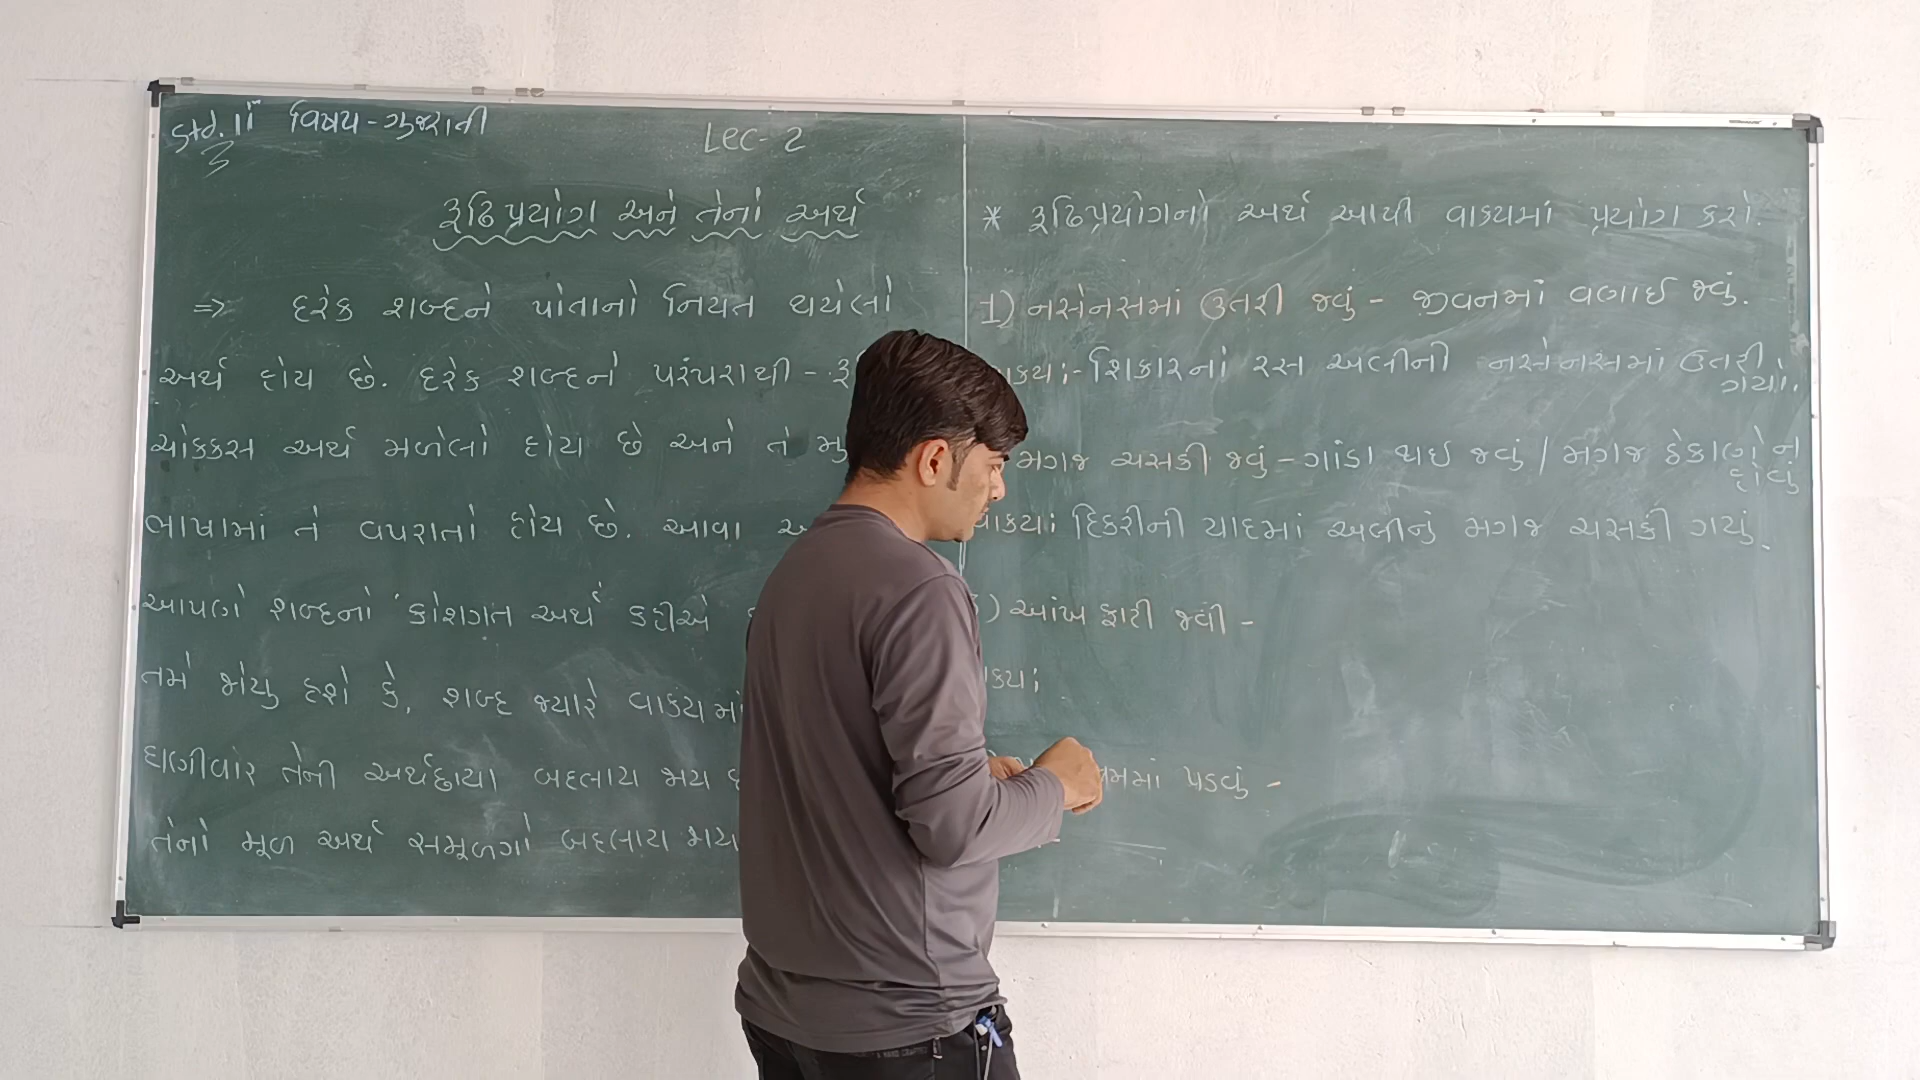 Std. 11 વિષય - ગુજરાતી
Lec - 2
રૂઢિપ્રયોગ અને તેનો અર્થ
⇒ દરેક શબ્દને પોતાનો નિયત થયેલો
અર્થ હોય છે. દરેક શબ્દનો પરંપરાથી -
ચોક્કસ અર્થ મળેલો હોય છે અને તે
ભાષામાં તે વપરાતો હોય છે. આવા
આપણે શબ્દનો 'કોશગત અર્થ' કહીએ
તમે જોયુ હશે કે, શબ્દ જ્યારે વાક્યમાં
ઘણીવાર તેની અર્થછાયા બદલાય જાય
તેનો મૂળ અર્થ સમૂળગો બદલાય જાય
* રૂઢિપ્રયોગનો અર્થ આપી વાક્યમાં પ્રયોગ કરો.
1) નસેનસમાં ઉતરી જવું - જીવનમાં વણાઈ જવું.
શિકારનો રસ અલીની નસેનસમાં ઉતરી ગયો.
મગજ ચસકી જવું - ગાંડા થઈ જવું / મગજ ઠેકાણે ન હોવું
દિકરીની યાદમાં અલીનું મગજ ચસકી ગયું.
) આંખ ફાટી જવી -
પડવું -